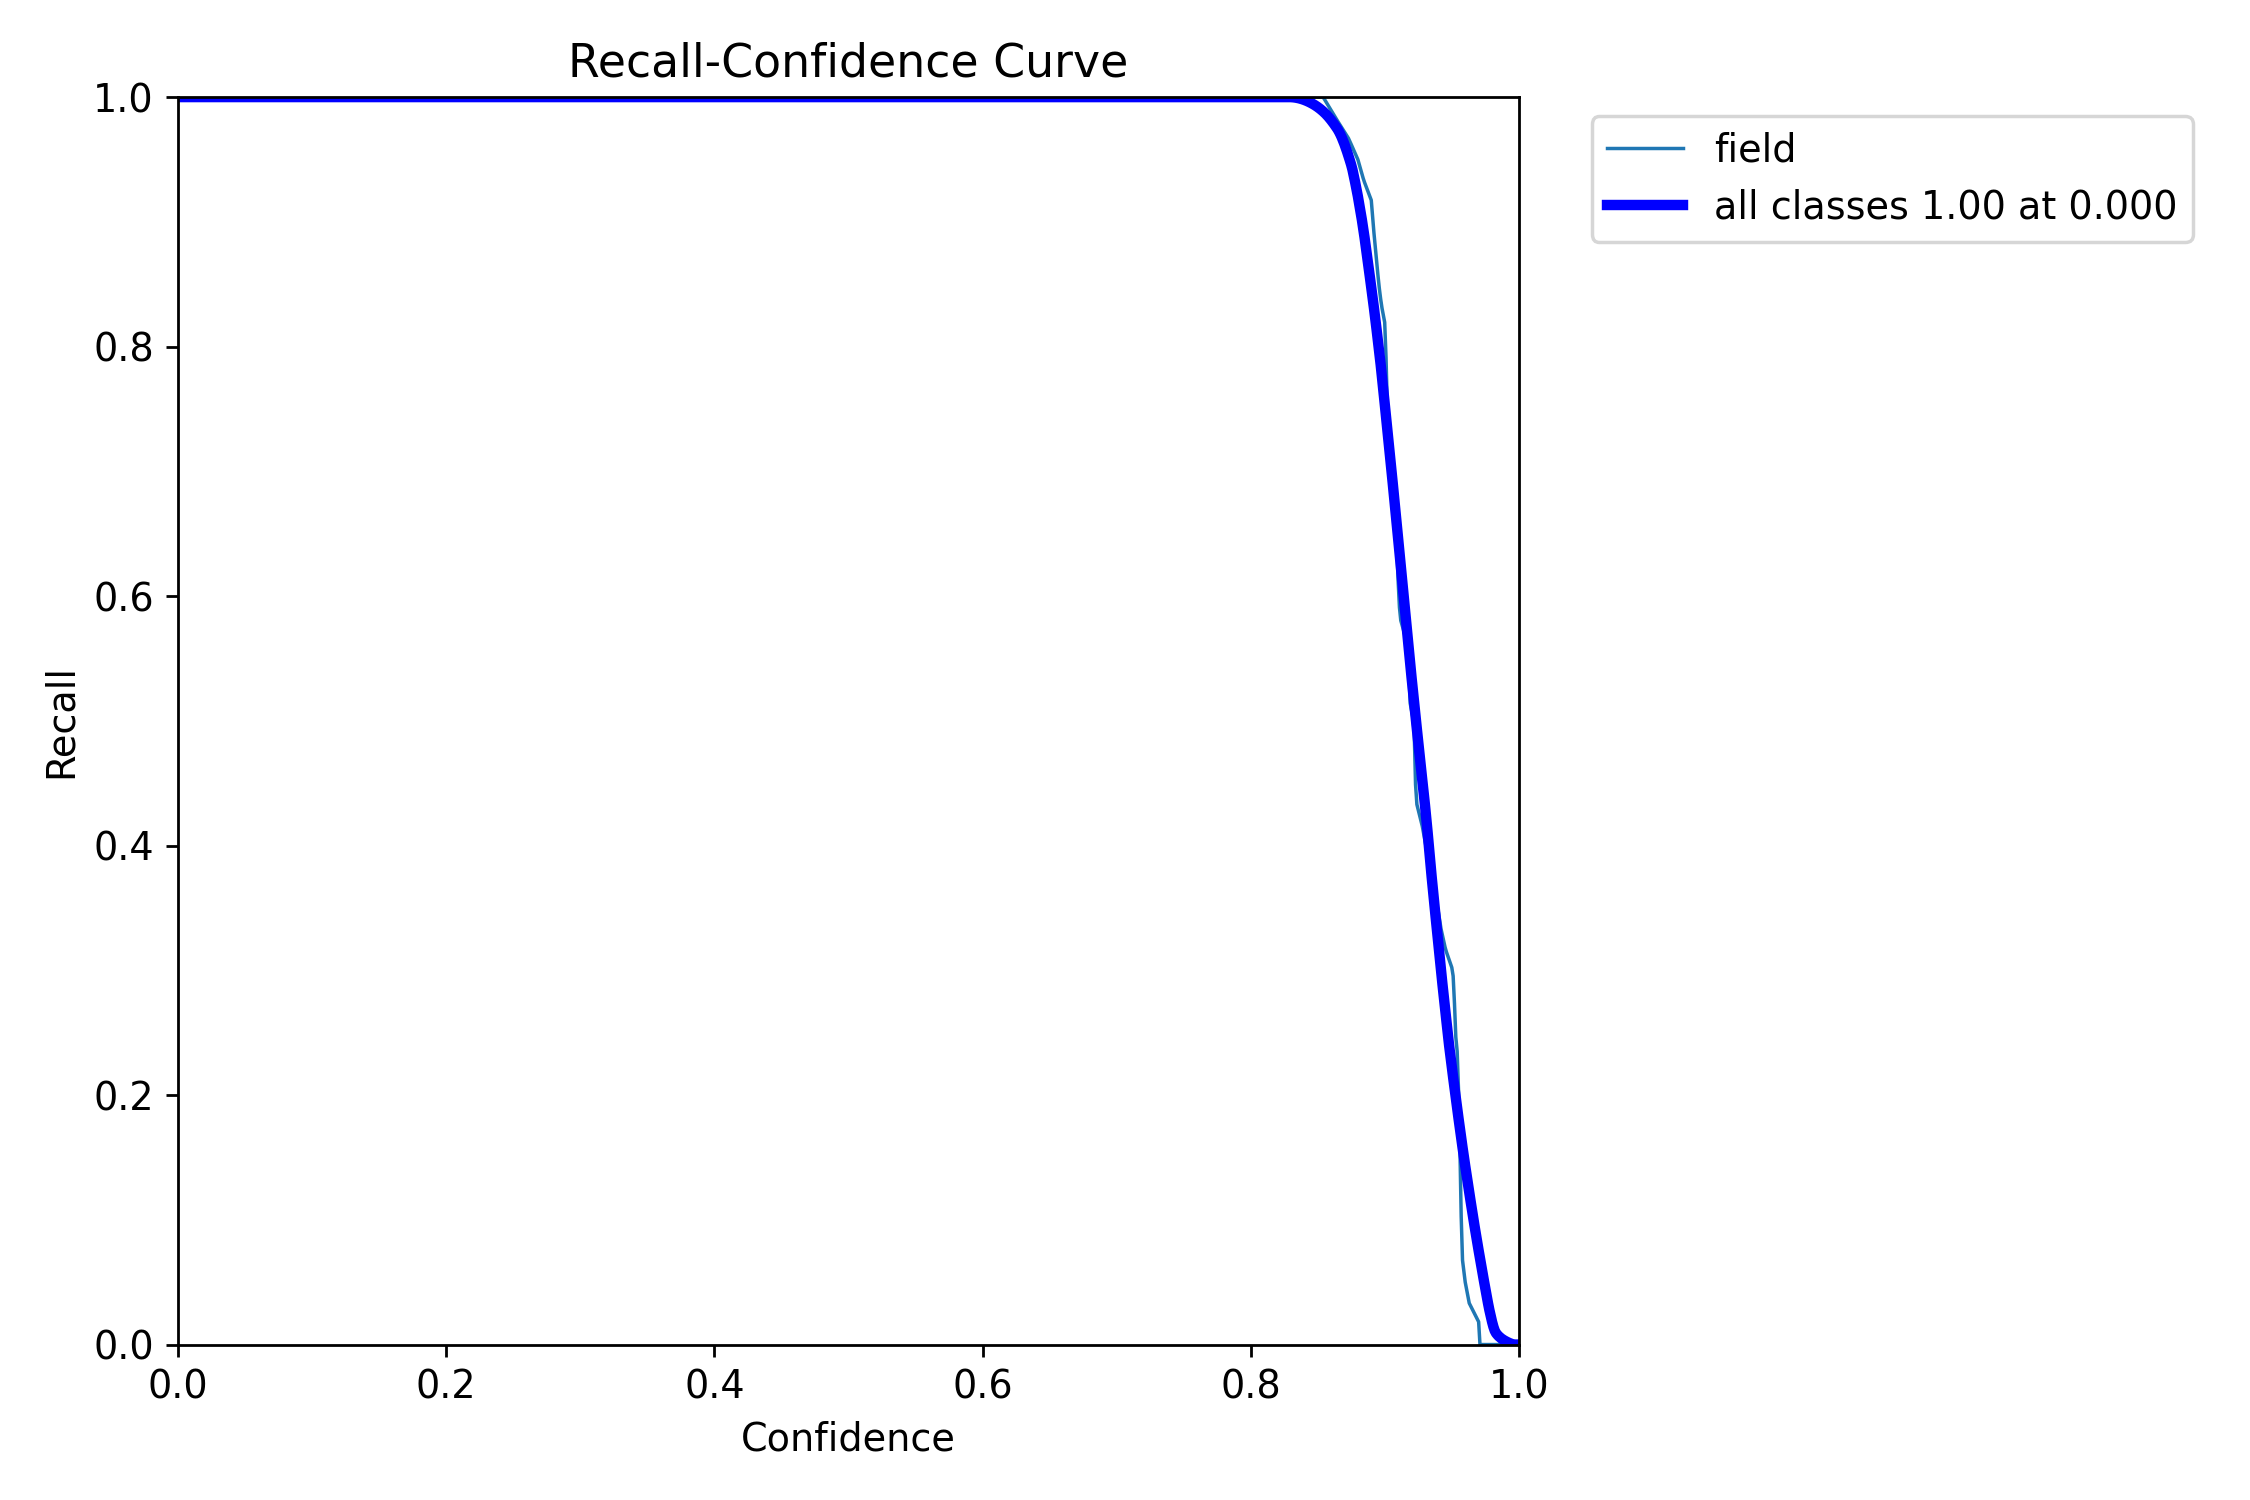 Recall-Confidence Curve
1.0
0.8
0.6
0.4
0.2
0.0
Recall
0.0 0.2 0.4 0.6 0.8 1.0
Confidence
field
all classes 1.00 at 0.000